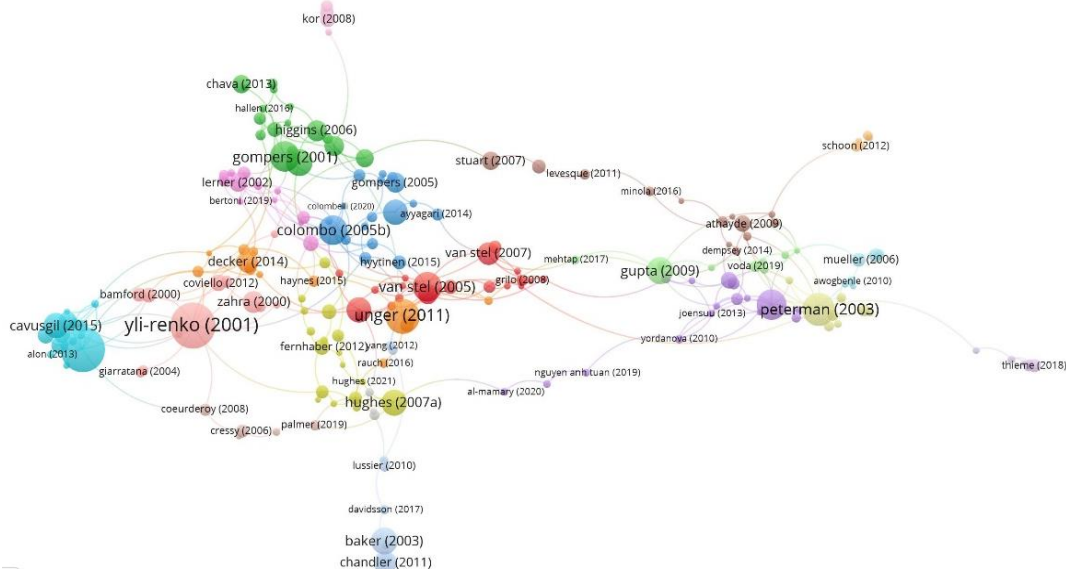 kor (2008)
chava (2013)
hallen (2016)
higgins (2006)
schoon (2012)
gompers (2001)
stuart (2007)
levesque (2011)
lerner (2002)
gompers (2005)
minola (2016)
bertoni (2019)
colombelli (2020)
ayyagari (2014)
athayde (2009)
colombo (2005b)
van stel (2007)
dempsey (2014)
decker (2014)
hyytinen (2015)
mehtap (2017)
mueller (2006)
gupta (2009)
voda (2019)
coviello (2012)
haynes (2015)
van stel (2005)
grilo (2008)
awogbenle (2010)
bamford (2000)
zahra (2000)
joensuu (2013)
peterman (2003)
cavusgil (2015)
yli-renko (2001)
unger (2011)
yordanova (2010)
fernhaber (2012)
yang (2012)
alon (2013)
rauch (2016)
thieme (2018)
giarratana (2004)
nguyen anh tuan (2019)
hughes (2021)
al-mamary (2020)
hughes (2007a)
coeurderoy (2008)
palmer (2019)
cressy (2006)
lussier (2010)
davidsson (2017)
baker (2003)
chandler (2011)